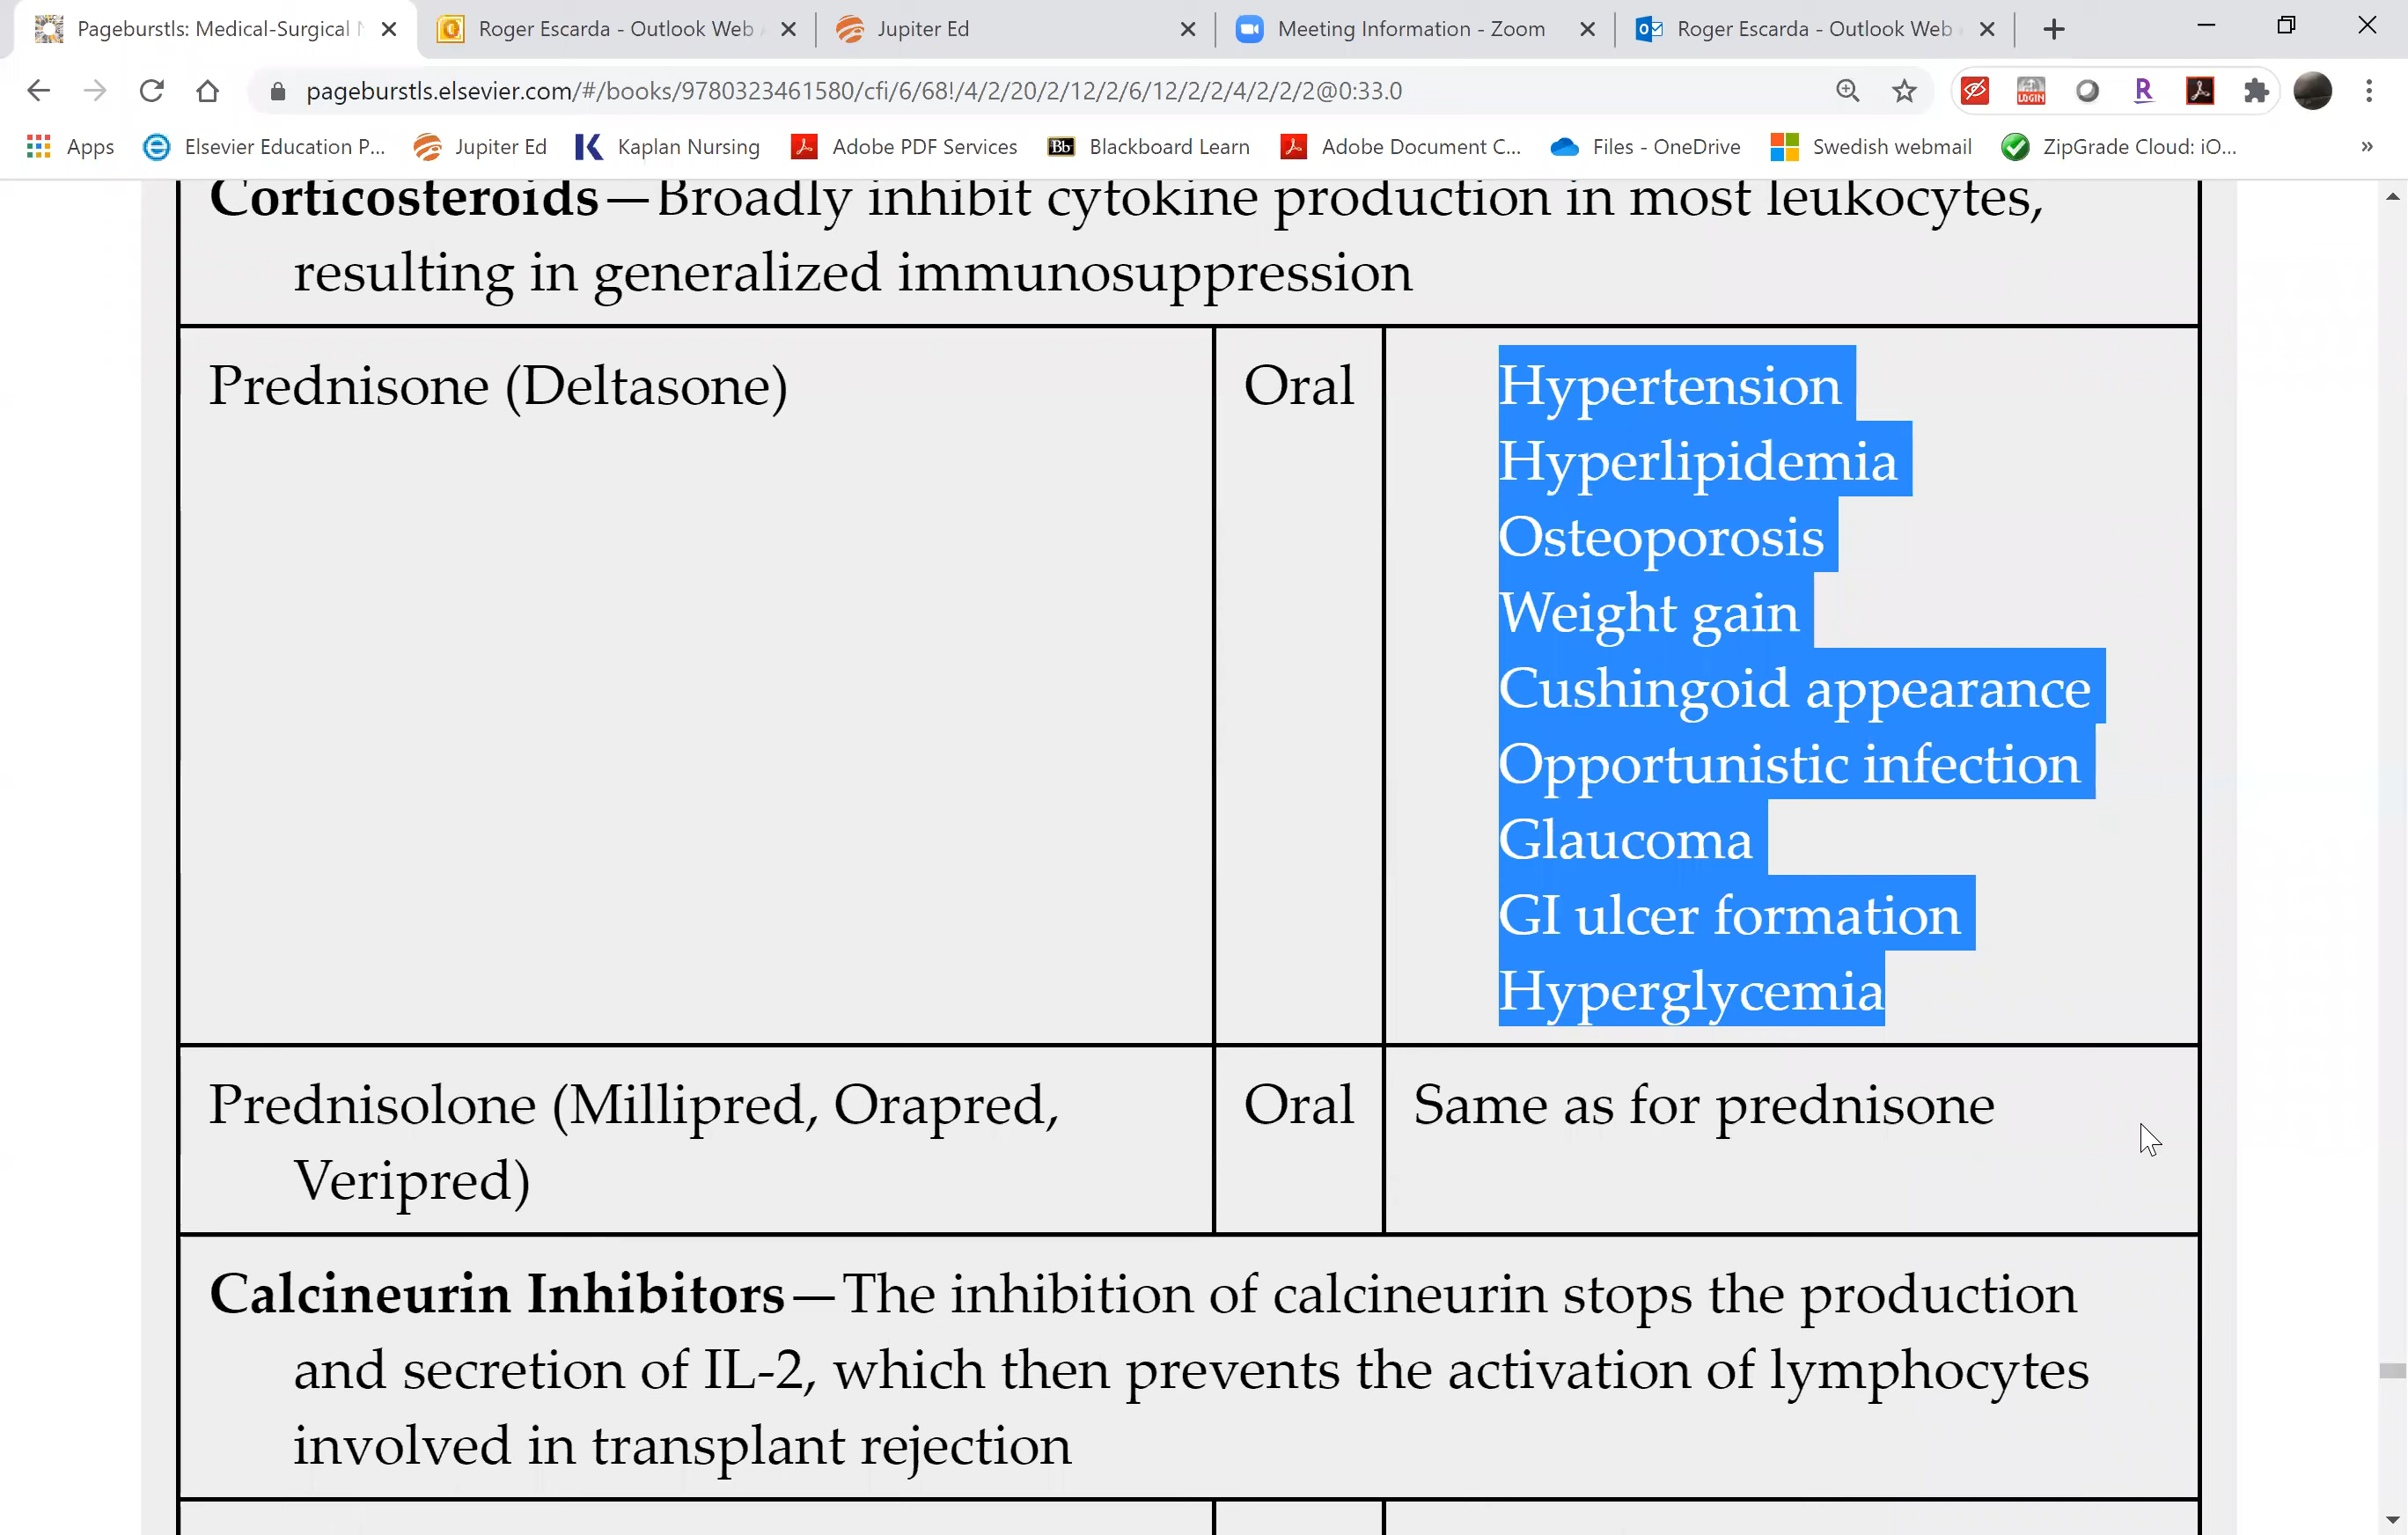 Pageburstls: Medical-Surgical
Roger Escarda - Outlook Web
Jupiter Ed
Meeting Information - Zoom
Roger Escarda - Outlook Web
pageburstls.elsevier.com/#/books/9780323461580/cfi/6/68!/4/2/20/2/12/2/6/12/2/2/4/2/2/2@0:33.0
LOGIN
R
Apps
Elsevier Education P...
Jupiter Ed
Kaplan Nursing
Adobe PDF Services
Bb
Blackboard Learn
Adobe Document C...
Files - OneDrive
Swedish webmail
ZipGrade Cloud: iO...
»
Corticosteroids—Broadly inhibit cytokine production in most leukocytes,
resulting in generalized immunosuppression
Prednisone (Deltasone)
Oral
Hypertension
Hyperlipidemia
Osteoporosis
Weight gain
Cushingoid appearance
Opportunistic infection
Glaucoma
GI ulcer formation
Hyperglycemia
Prednisolone (Millipred, Orapred,
Veripred)
Oral
Same as for prednisone
Calcineurin Inhibitors—The inhibition of calcineurin stops the production
and secretion of IL-2, which then prevents the activation of lymphocytes
involved in transplant rejection